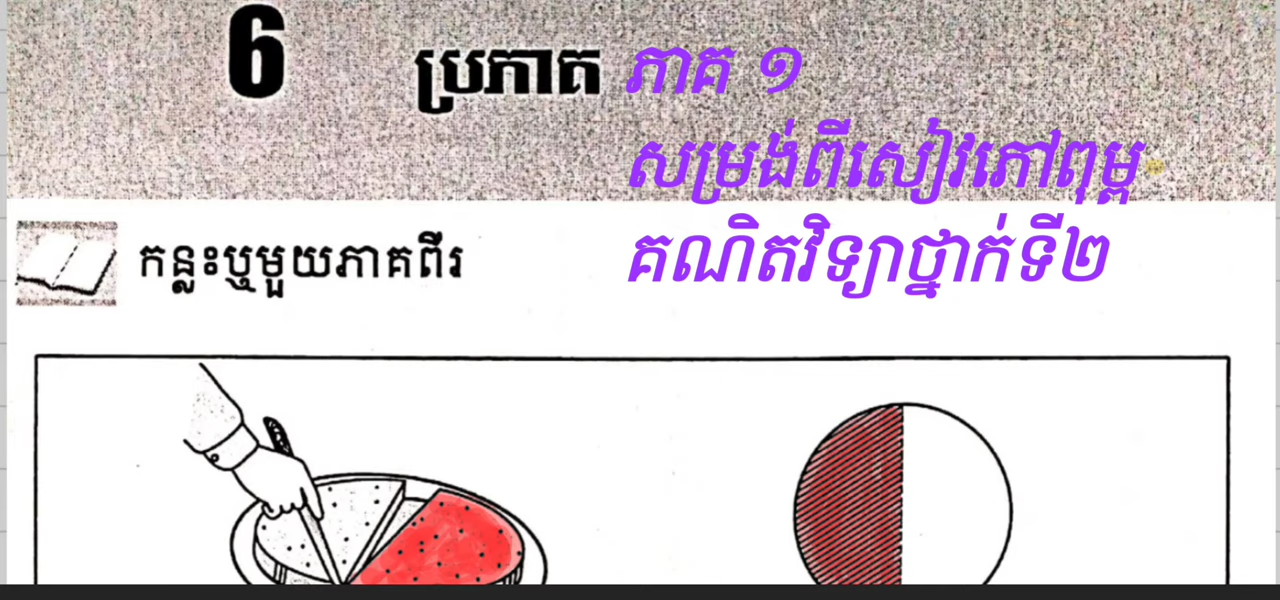 6 ប្រភាគ ភាគ ១
សម្រង់ពីសៀវភៅពុម្ព
គណិតវិទ្យាថ្នាក់ទី២
កន្លះឬមួយភាគពីរ